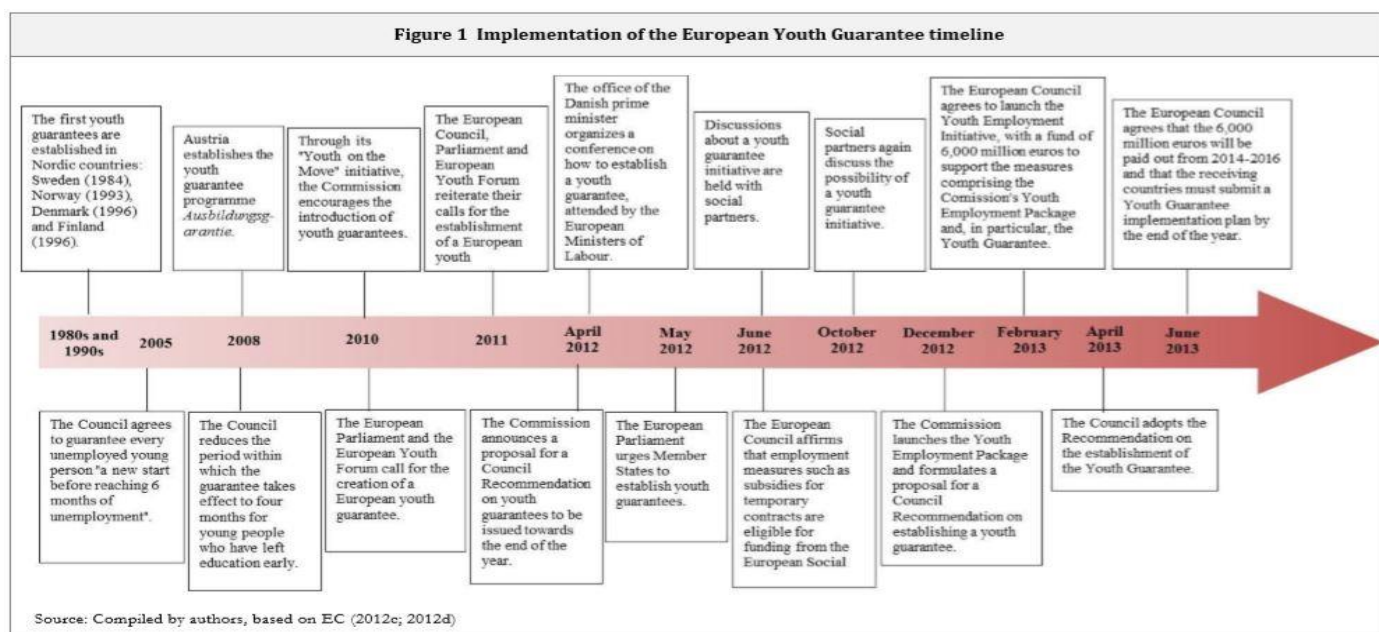 Figure 1 Implementation of the European Youth Guarantee timeline
The first youth
guarantees are
established in
Nordic countries:
Sweden (1984),
Norway (1993),
Denmark (1996)
and Finland
(1996).
Austria
establishes the
youth
guarantee
programme
Ausbildungsg-
arantie.
Through its
"Youth on the
Move" initiative,
the Commission
encourages the
introduction of
youth guarantees.
The European
Council,
Parliament and
European
Youth Forum
reiterate their
calls for the
establishment
of a European
youth
The office of the
Danish prime
minister
organizes a
conference on
how to establish
a youth
guarantee,
attended by the
European
Ministers of
Labour.
Discussions
about a youth
guarantee
initiative are
held with
social
partners.
Social
partners again
discuss the
possibility of
a youth
guarantee
initiative.
The European Council
agrees to launch the
Youth Employment
Initiative, with a fund of
6,000 million euros to
support the measures
comprising the
Comission's Youth
Employment Package
and, in particular, the
Youth Guarantee.
The European Council
agrees that the 6,000
million euros will be
paid out from 2014-2016
and that the receiving
countries must submit a
Youth Guarantee
implementation plan by
the end of the year.
1980s and
1990s
2005
2008
2010
2011
April
2012
May
2012
June
2012
October
2012
December
2012
February
2013
April
2013
June
2013
The Council agrees
to guarantee every
unemployed young
person "a new start
before reaching 6
months of
unemployment".
The Council
reduces the
period within
which the
guarantee takes
effect to four
months for
young people
who have left
education early.
The European
Parliament and the
European Youth
Forum call for the
creation of a European
youth guarantee.
The Commission
announces a
proposal for a
Council
Recommendation
on youth
guarantees to be
issued towards
the end of the
year.
The European
Parliament
urges Member
States to
establish youth
guarantees.
The European
Council affirms
that employment
measures such as
subsidies for
temporary
contracts are
eligible for
funding from the
European Social
The Commission
launches the Youth
Employment Package
and formulates a
proposal for a
Council
Recommendation on
establishing a youth
guarantee.
The Council adopts the
Recommendation on
the establishment of
the Youth Guarantee.
Source: Compiled by authors, based on EC (2012c; 2012d)